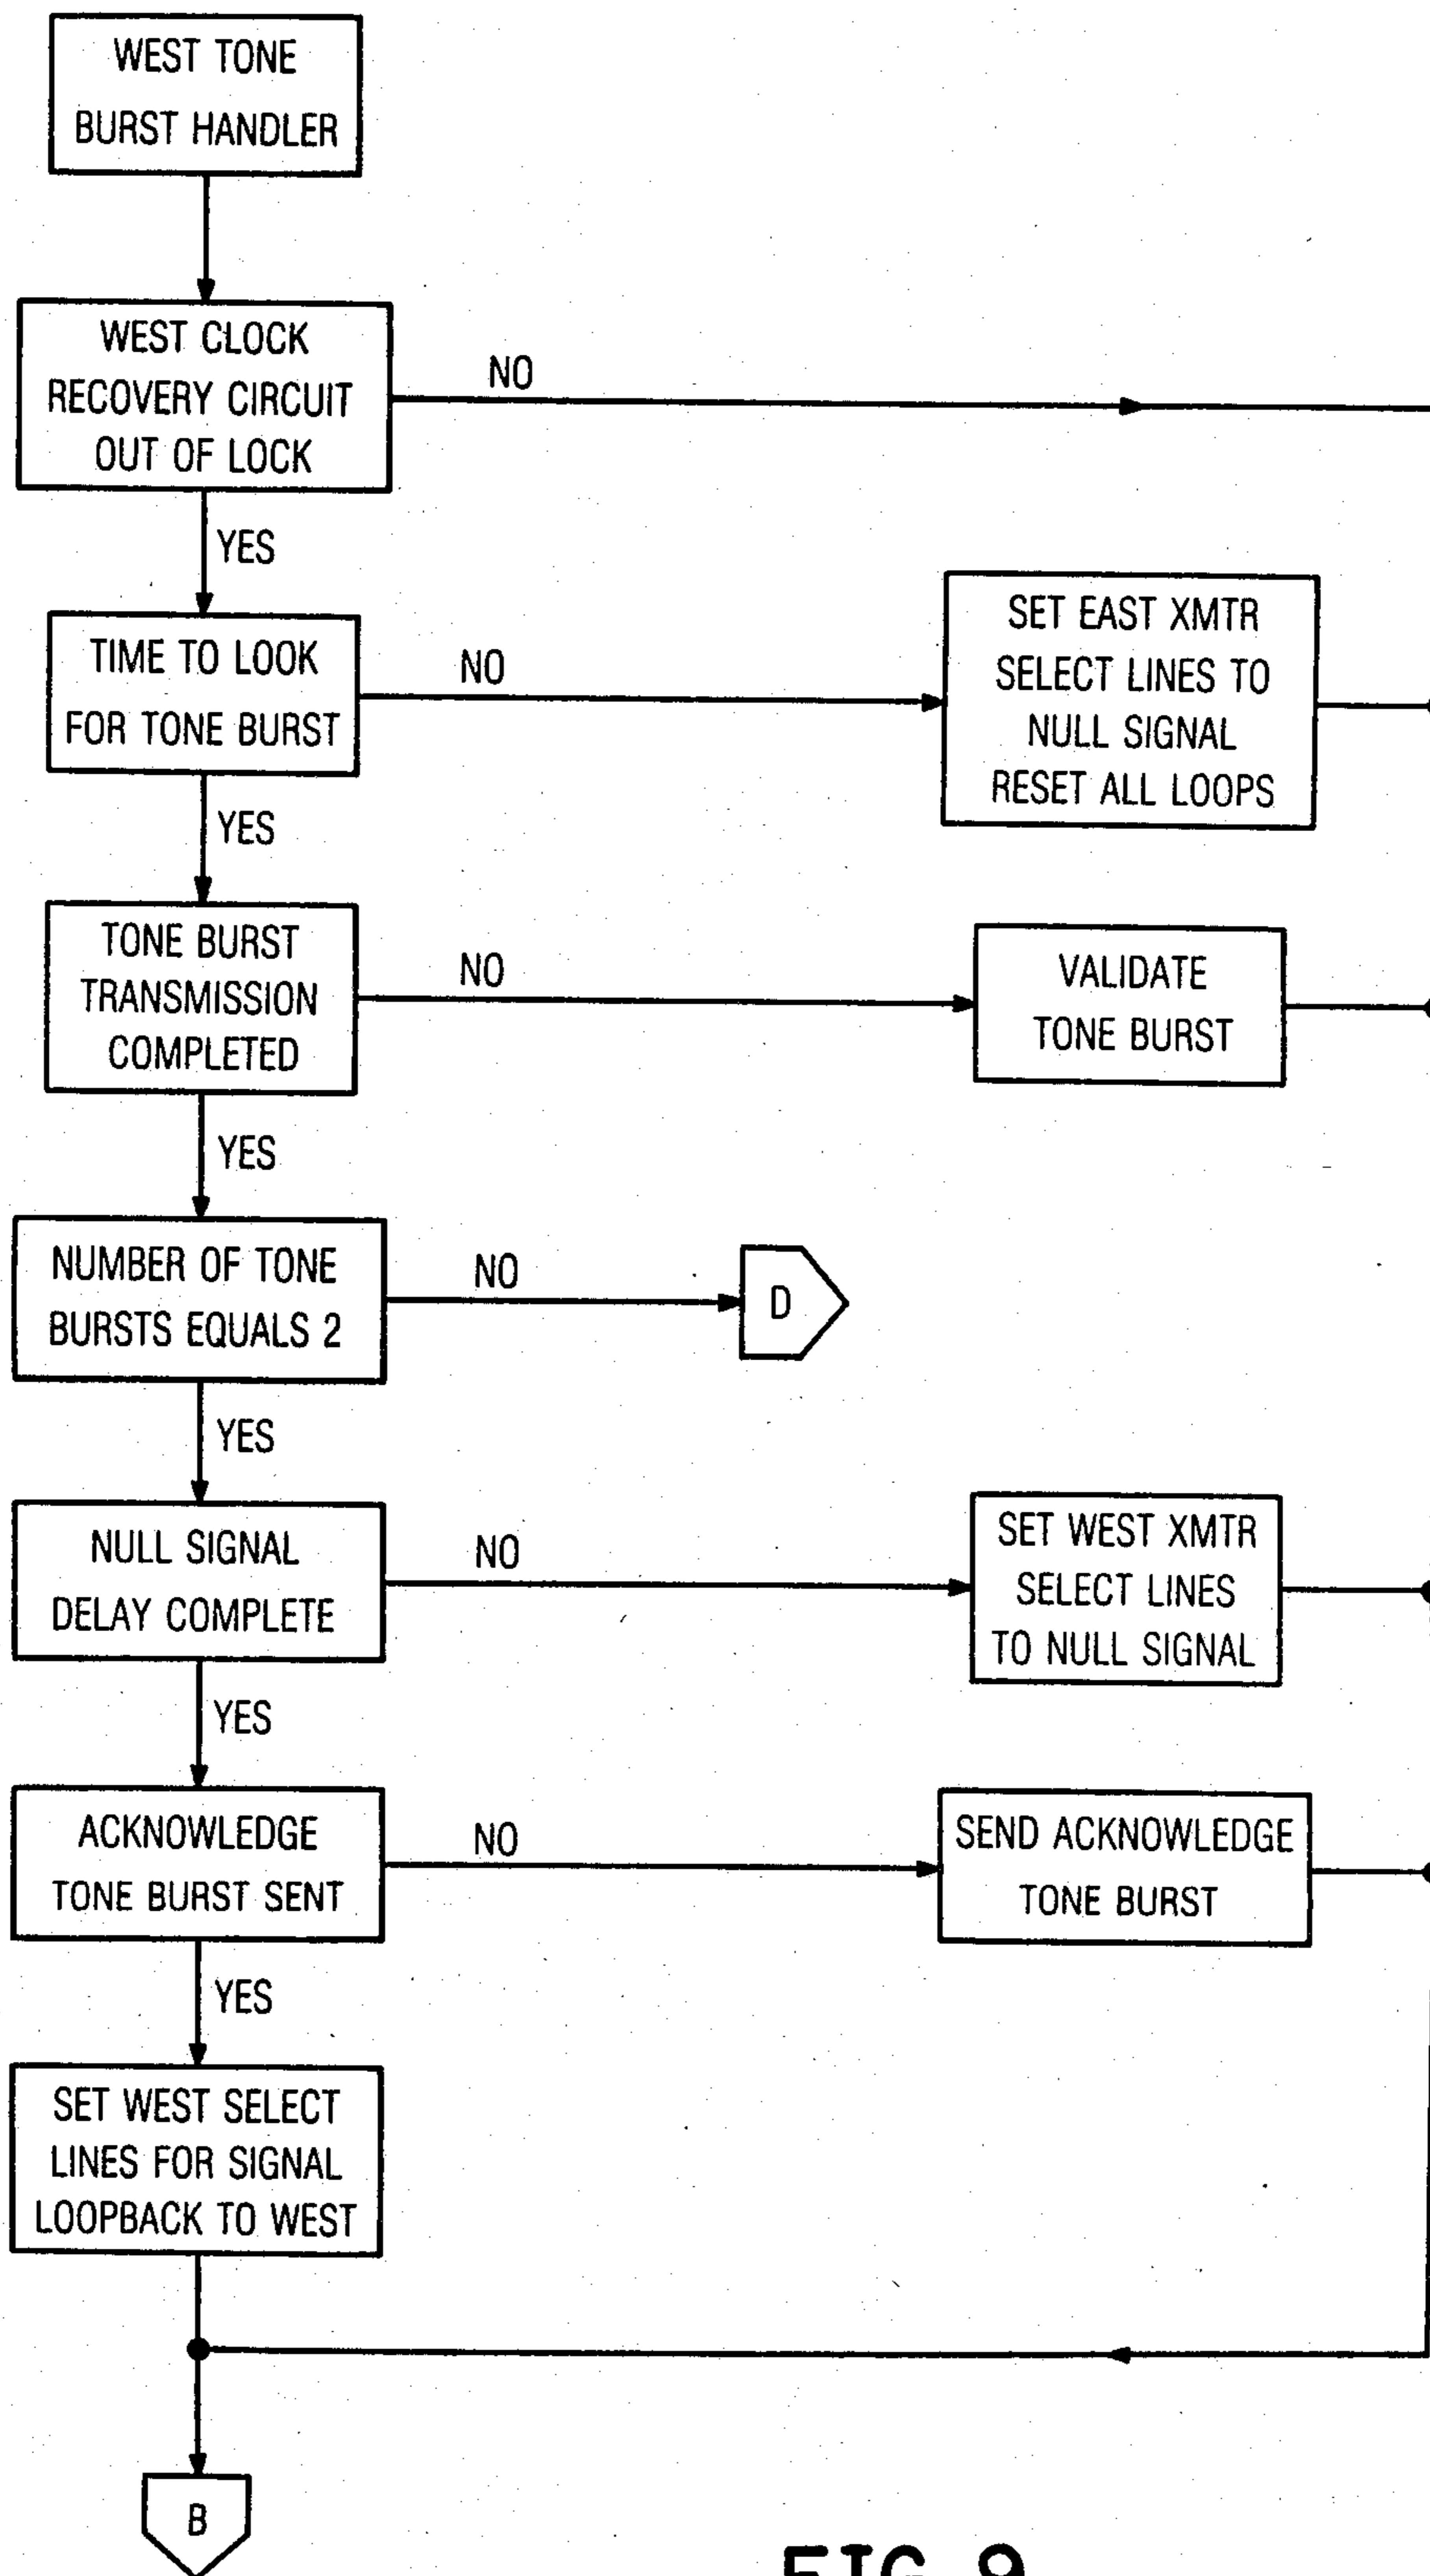 WEST TONE
BURST HANDLER
WEST CLOCK
RECOVERY CIRCUIT
OUT OF LOCK
NO
YES
TIME TO LOOK
FOR TONE BURST
NO
SET EAST XMTR
SELECT LINES TO
NULL SIGNAL
RESET ALL LOOPS
YES
TONE BURST
TRANSMISSION
COMPLETED
NO
VALIDATE
TONE BURST
YES
NUMBER OF TONE
BURSTS EQUALS 2
NO
D
YES
NULL SIGNAL
DELAY COMPLETE
NO
SET WEST XMTR
SELECT LINES
TO NULL SIGNAL
YES
ACKNOWLEDGE
TONE BURST SENT
NO
SEND ACKNOWLEDGE
TONE BURST
YES
SET WEST SELECT
LINES FOR SIGNAL
LOOPBACK TO WEST
B
FIG. 9